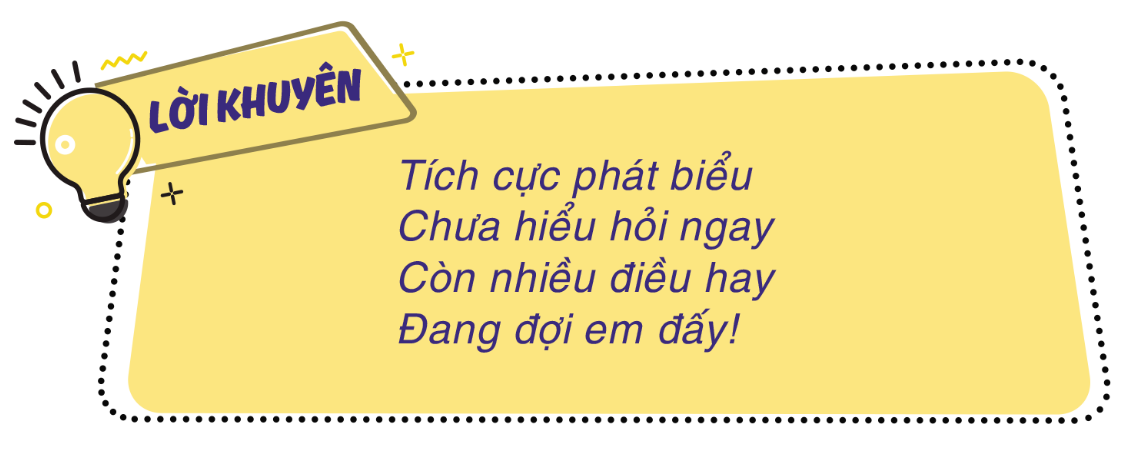 LỜI KHUYÊN
Tích cực phát biểu
Chưa hiểu hỏi ngay
Còn nhiều điều hay
Đang đợi em đấy!